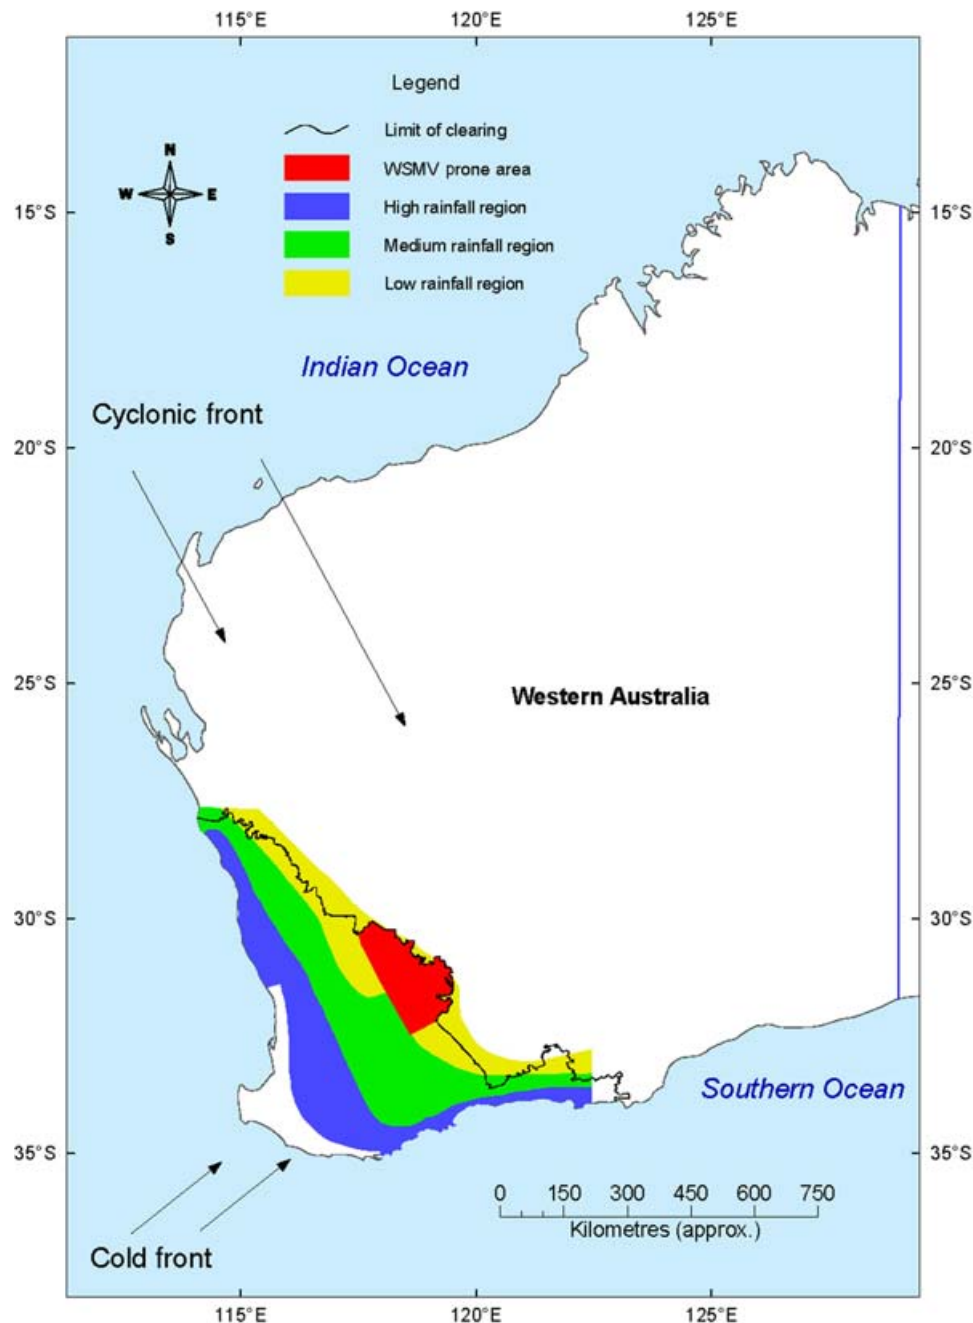 115°E 120°E 125°E
Legend
Limit of clearing
WSMV prone area
High rainfall region
Medium rainfall region
Low rainfall region
N
W E
S
15°S 15°S
Indian Ocean
Cyclonic front
20°S 20°S
25°S 25°S
Western Australia
30°S 30°S
Southern Ocean
35°S 35°S
0 150 300 450 600 750
Kilometres (approx.)
Cold front
115°E 120°E 125°E